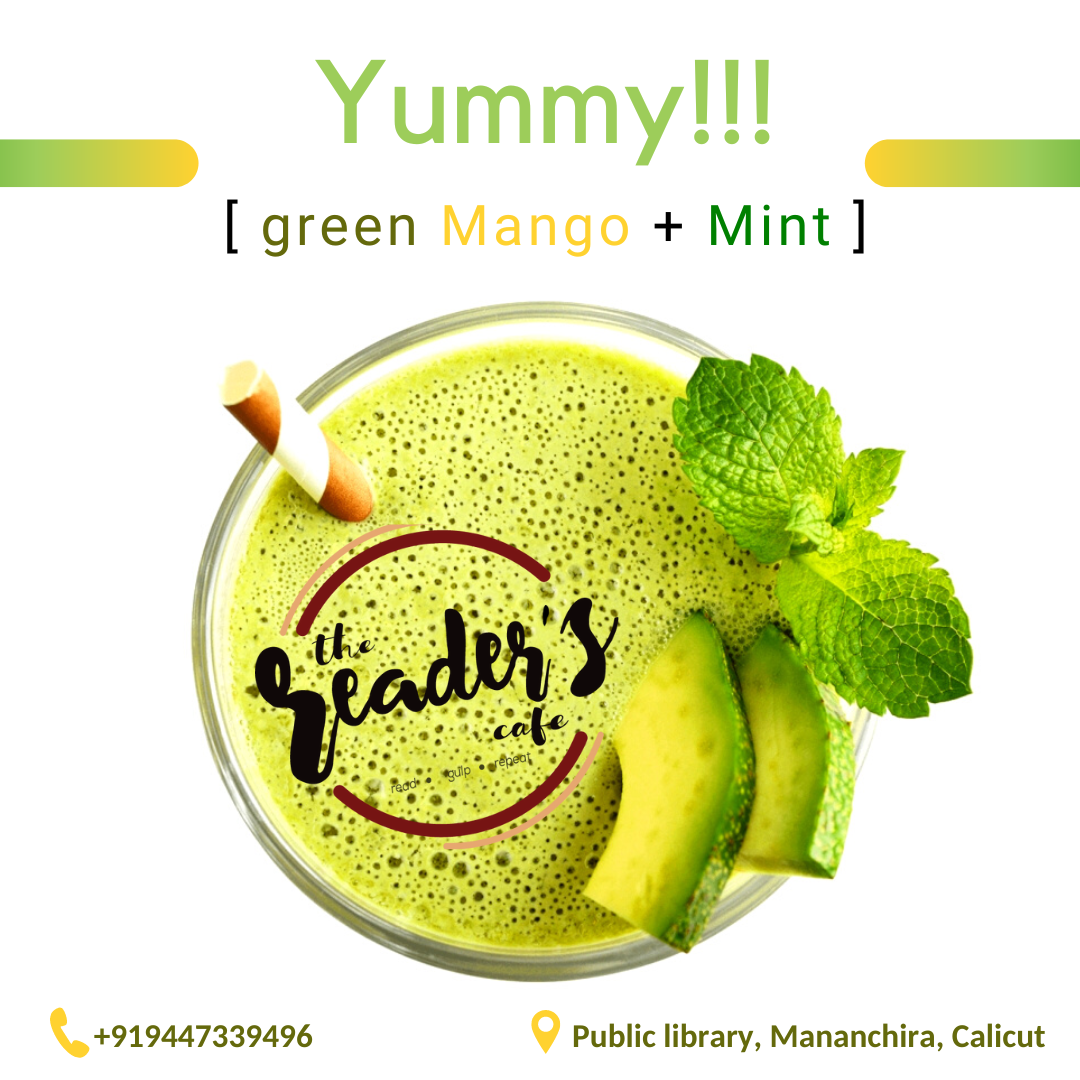 Yummy!!!
[ green Mango + Mint ]
the
reader's
cafe
read • gulp • repeat
+919447339496
Public library, Mananchira, Calicut